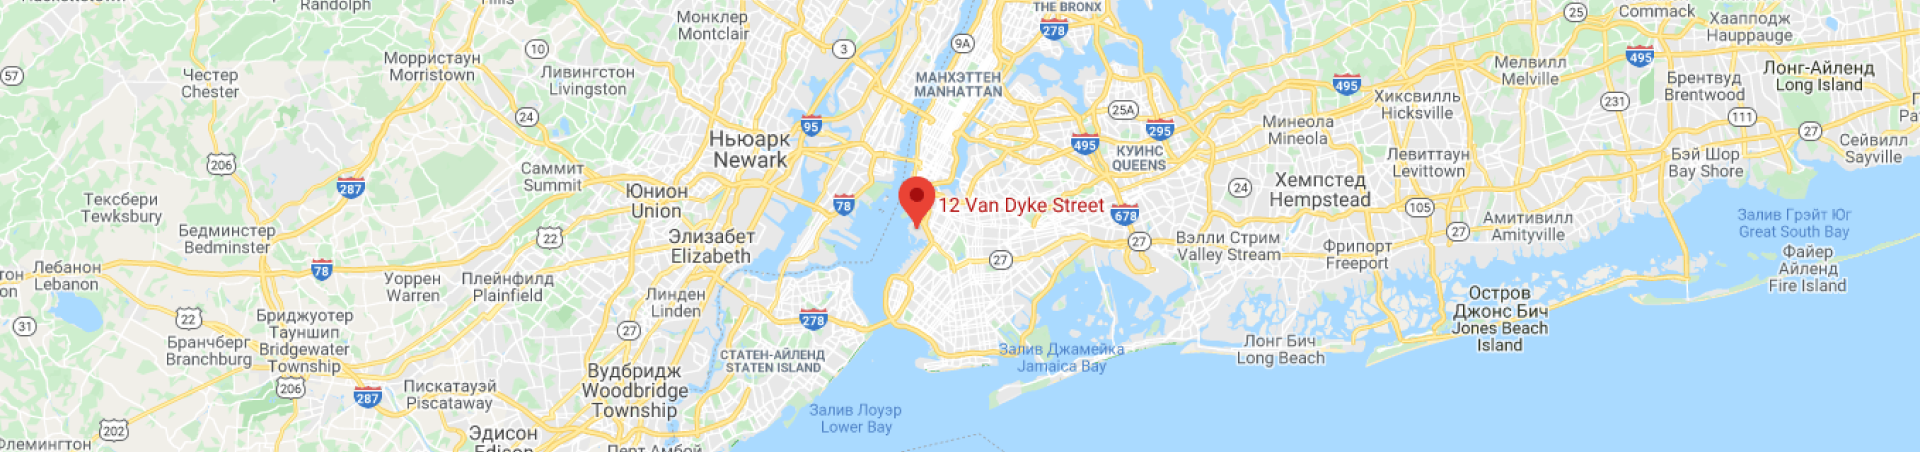 Randolph
Монклер
Montclair
THE BRONX
278
25
Commack
Хаапподж
Hauppauge
57
Честер
Chester
Морристаун
Morristown
10
Ливингстон
Livingston
3
9A
МАНХЭТТЕН
MANHATTAN
495
Мелвилл
Melville
495
Брентвуд
Brentwood
Лонг-Айленд
Long Island
24
Ньюарк
Newark
95
25A
295
495
КУИНС
QUEENS
Минеола
Mineola
Хиксвилль
Hicksville
231
111
27
Сейвилл
Sayville
206
287
Саммит
Summit
Юнион
Union
78
12 Van Dyke Street
678
24
Хемпстед
Hempstead
Левиттаун
Levittown
105
Бэй Шор
Bay Shore
Тексбери
Tewksbury
Бедминстер
Bedminster
22
Элизабет
Elizabeth
27
27
Вэлли Стрим
Valley Stream
Фрипорт
Freeport
27
Амитивилл
Amityville
Залив Грэйт Юг
Great South Bay
Файер
Айленд
Fire Island
Лебанон
Lebanon
78
Уоррен
Warren
Плейнфилд
Plainfield
Линден
Linden
278
Остров
Джонс Бич
Jones Beach
Island
31
22
Бранчберг
Branchburg
Бриджуотер
Тауншип
Bridgewater
Township
27
СТАТЕН-АЙЛЕНД
STATEN ISLAND
Залив Джамейка
Jamaica Bay
Лонг Бич
Long Beach
206
287
Пискатауэй
Piscataway
Вудбридж
Woodbridge
Township
Залив Лоуэр
Lower Bay
202
Флемингтон
Эдисон
Edison
Перт Амбой